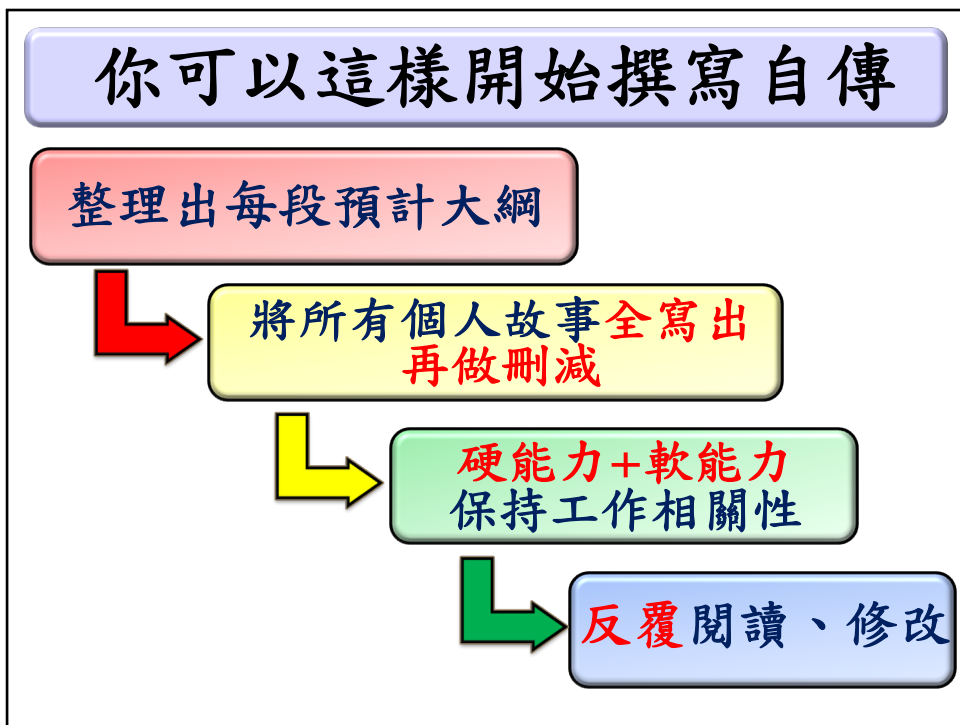 你可以這樣開始撰寫自傳
整理出每段預計大綱
將所有個人故事全寫出
再做刪減
硬能力+軟能力
保持工作相關性
反覆閱讀、修改